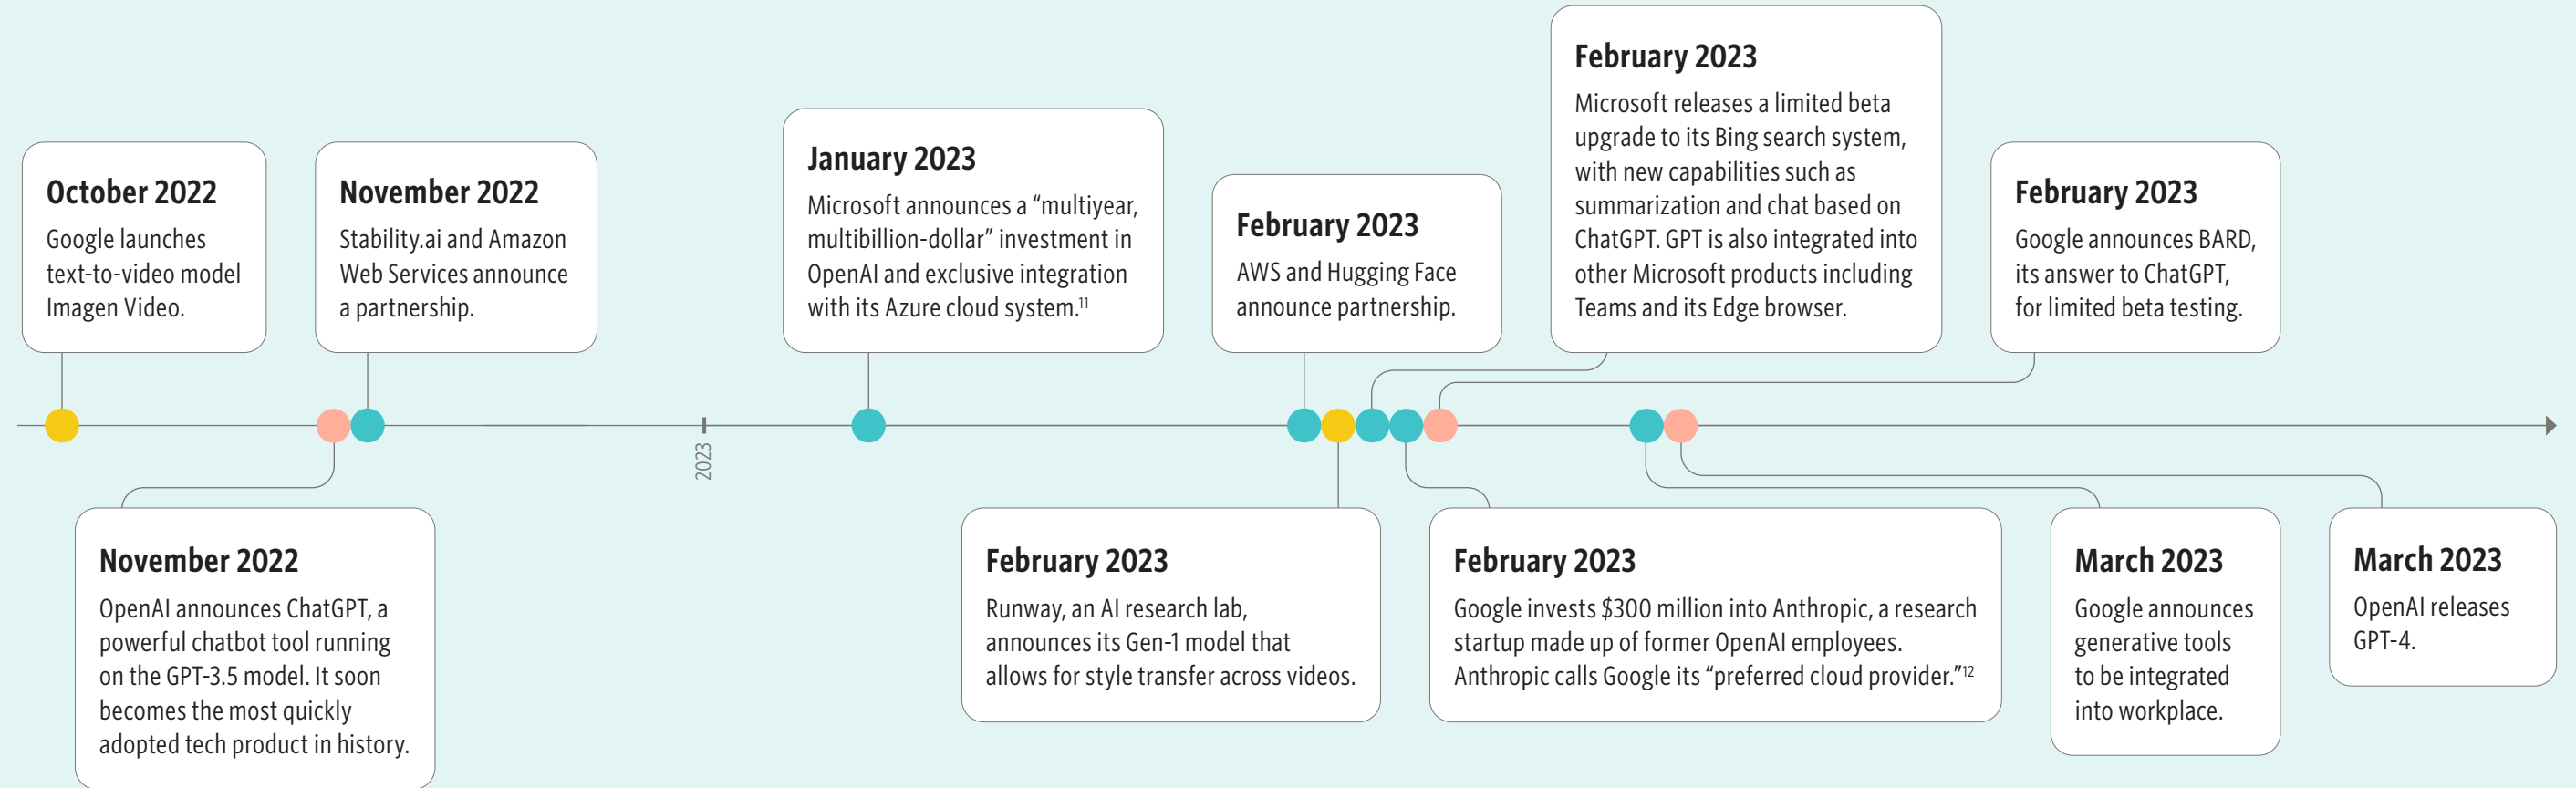 October 2022
Google launches
text-to-video model
Imagen Video.
November 2022
Stability.ai and Amazon
Web Services announce
a partnership.
January 2023
Microsoft announces a “multiyear,
multibillion-dollar” investment in
OpenAI and exclusive integration
with its Azure cloud system.11
February 2023
AWS and Hugging Face
announce partnership.
February 2023
Microsoft releases a limited beta
upgrade to its Bing search system,
with new capabilities such as
summarization and chat based on
ChatGPT. GPT is also integrated into
other Microsoft products including
Teams and its Edge browser.
February 2023
Google announces BARD,
its answer to ChatGPT,
for limited beta testing.
2023
November 2022
OpenAI announces ChatGPT, a
powerful chatbot tool running
on the GPT-3.5 model. It soon
becomes the most quickly
adopted tech product in history.
February 2023
Runway, an AI research lab,
announces its Gen-1 model that
allows for style transfer across videos.
February 2023
Google invests $300 million into Anthropic, a research
startup made up of former OpenAI employees.
Anthropic calls Google its “preferred cloud provider.”12
March 2023
Google announces
generative tools
to be integrated
into workplace.
March 2023
OpenAI releases
GPT-4.